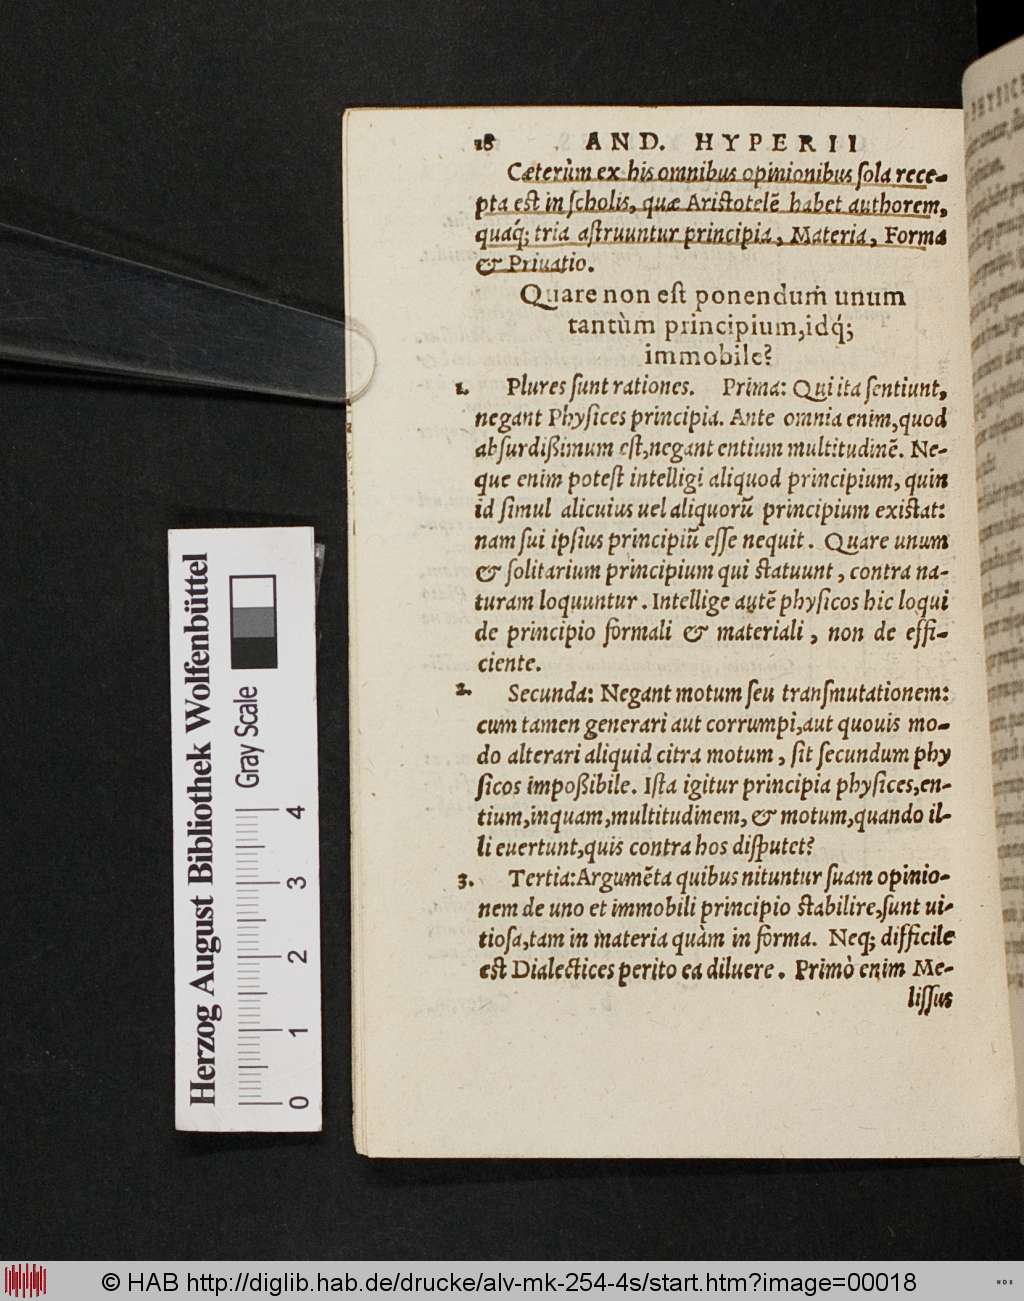 18 AND. HYPERII
Cæterùm ex his omnibus opinionibus ſola rece-
pta eſt in ſcholis, quæ Ariſtotelẽ habet authorem,
quaq́; tria aſtruuntur principia, Materia, Forma
& Priuatio.
Quare non eſt ponendum unum
tantùm principium, idq́;
immobile?
1. Plures ſunt rationes. Prima: Qui ita ſentiunt,
negant Phyſices principia. Ante omnia enim, quod
abſurdißimum eſt, negant entium multitudinẽ. Ne-
que enim poteſt intelligi aliquod principium, quin
id ſimul alicuius uel aliquorũ principium exiſtat:
nam ſui ipſius principiũ eſſe nequit. Quare unum
& ſolitarium principium qui ſtatuunt, contra na-
turam loquuntur. Intellige autẽ phyſicos hic loqui
de principio formali & materiali, non de effi-
ciente.
2. Secunda: Negant motum ſeu tranſmutationem:
cum tamen generari aut corrumpi, aut quouis mo-
do alterari aliquid citra motum, ſit ſecundum phy
ſicos impoßibile. Iſta igitur principia phyſices, en-
tium, inquam, multitudinem, & motum, quando il-
li euertunt, quis contra hos diſputet?
3. Tertia: Argumẽta quibus nituntur ſuam opinio-
nem de uno et immobili principio ſtabilire, ſunt ui-
tioſa, tam in materia quàm in forma. Neq; difficile
eſt Dialectices perito ea diluere. Primò enim Me-
liſſus
Herzog August Bibliothek Wolfenbüttel
Gray Scale
0 1 2 3 4
© HAB http://diglib.hab.de/drucke/alv-mk-254-4s/start.htm?image=00018